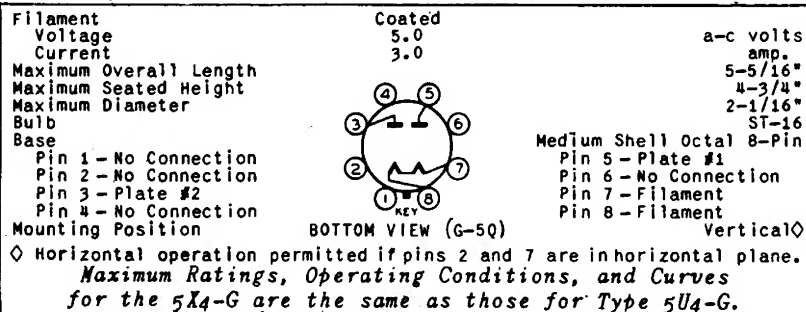 Filament Coated
Voltage 5.0 a-c volts
Current 3.0 amp.
Maximum Overall Length 5-5/16"
Maximum Seated Height 4-3/4"
Maximum Diameter 2-1/16"
Bulb ST-16
Base Medium Shell Octal 8-Pin
Pin 1 - No Connection Pin 5 - Plate #1
Pin 2 - No Connection Pin 6 - No Connection
Pin 3 - Plate #2 Pin 7 - Filament
Pin 4 - No Connection Pin 8 - Filament
4 5
3 6
2 7
1 8
KEY
Mounting Position BOTTOM VIEW (G-5Q) Vertical◊
◊ Horizontal operation permitted if pins 2 and 7 are in horizontal plane.
Maximum Ratings, Operating Conditions, and Curves
for the 5X4-G are the same as those for Type 5U4-G.